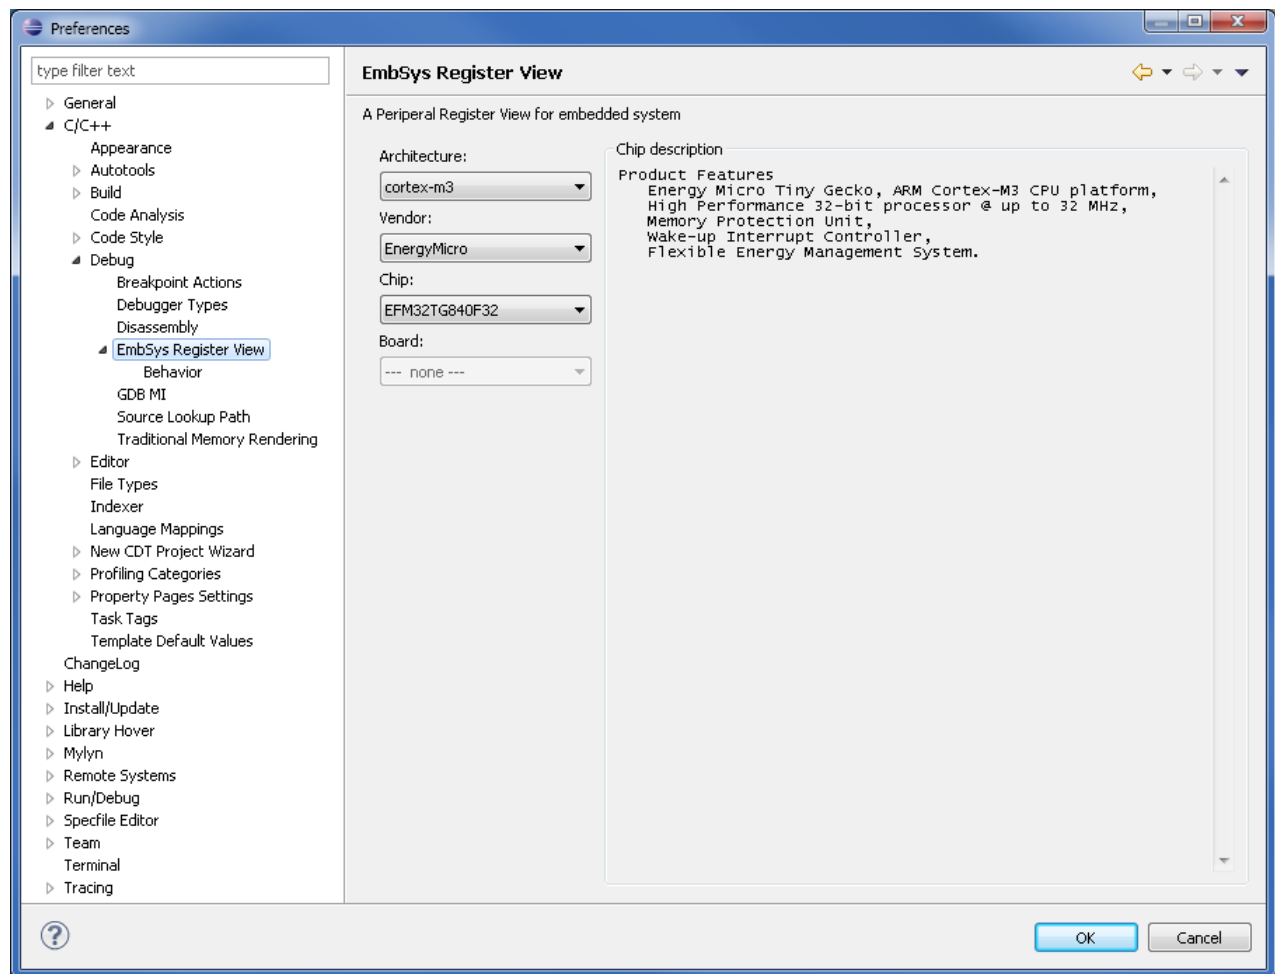 Preferences
type filter text
General
C/C++
Appearance
Autotools
Build
Code Analysis
Code Style
Debug
Breakpoint Actions
Debugger Types
Disassembly
EmbSys Register View
Behavior
GDB MI
Source Lookup Path
Traditional Memory Rendering
Editor
File Types
Indexer
Language Mappings
New CDT Project Wizard
Profiling Categories
Property Pages Settings
Task Tags
Template Default Values
ChangeLog
Help
Install/Update
Library Hover
Mylyn
Remote Systems
Run/Debug
Specfile Editor
Team
Terminal
Tracing
EmbSys Register View
A Periperal Register View for embedded system
Architecture:
cortex-m3
Vendor:
EnergyMicro
Chip:
EFM32TG840F32
Board:
--- none ---
Chip description
Product Features
Energy Micro Tiny Gecko, ARM Cortex-M3 CPU platform,
High Performance 32-bit processor @ up to 32 MHz,
Memory Protection Unit,
Wake-up Interrupt Controller,
Flexible Energy Management System.
?
OK
Cancel